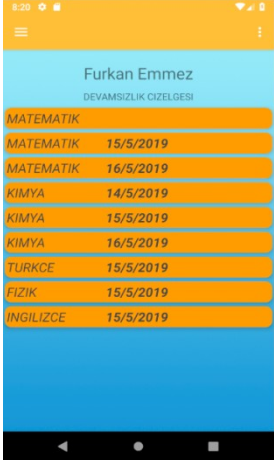 8:20
Furkan Emmez
DEVAMSIZLIK CIZELGESI
MATEMATIK
MATEMATIK 15/5/2019
MATEMATIK 16/5/2019
KIMYA 14/5/2019
KIMYA 15/5/2019
KIMYA 16/5/2019
TURKCE 15/5/2019
FIZIK 15/5/2019
INGILIZCE 15/5/2019